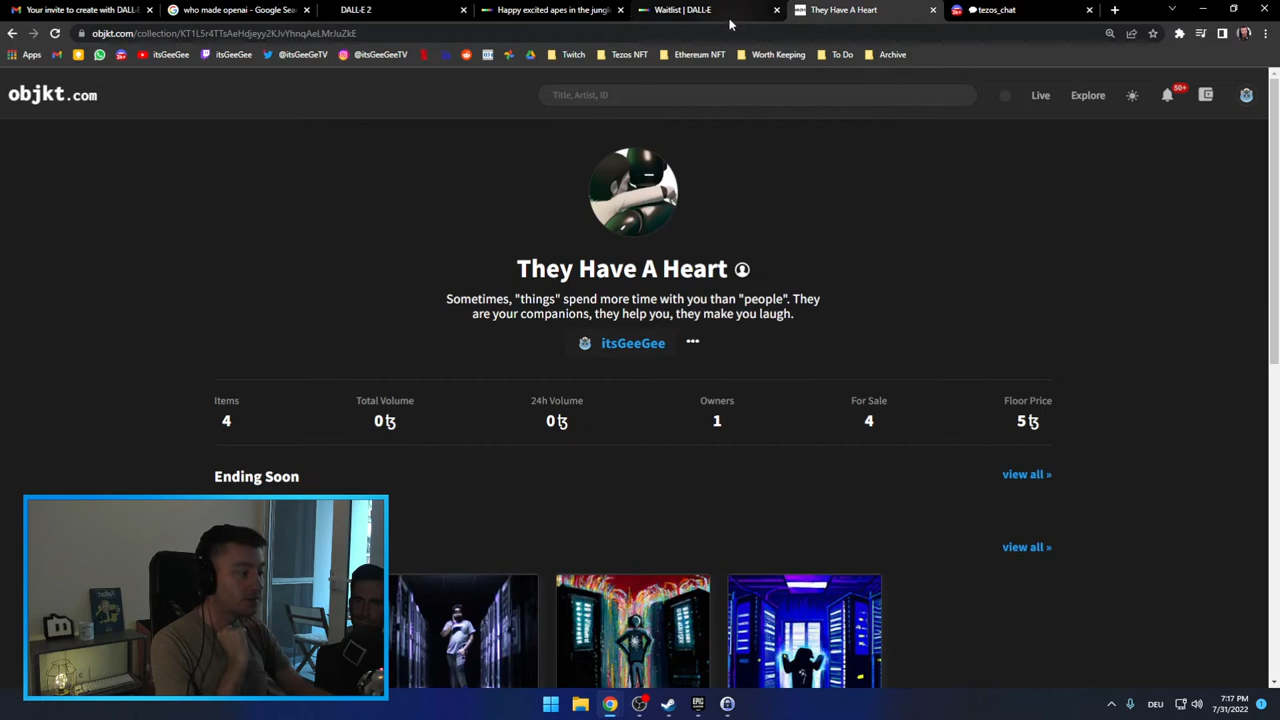 Your invite to create with DALL-E
who made openai - Google Sea
DALL·E 2
Happy excited apes in the jungle
Waitlist | DALL·E
They Have A Heart
tezos_chat
objkt.com/collection/KT1L5r4TTsAeHdjeyy2KJvYhnqAeLMrJuZkE
Apps
itsGeeGee
itsGeeGee
@itsGeeGeeTV
@itsGeeGeeTV
Twitch
Tezos NFT
Ethereum NFT
Worth Keeping
To Do
Archive
objkt.com
Title, Artist, ID
Live
Explore
50+
They Have A Heart
Sometimes, "things" spend more time with you than "people". They
are your companions, they help you, they make you laugh.
itsGeeGee
Items
Total Volume
24h Volume
Owners
For Sale
Floor Price
4
0ꜩ
0ꜩ
1
4
5ꜩ
Ending Soon
view all »
view all »
DEU
7:17 PM
7/31/2022